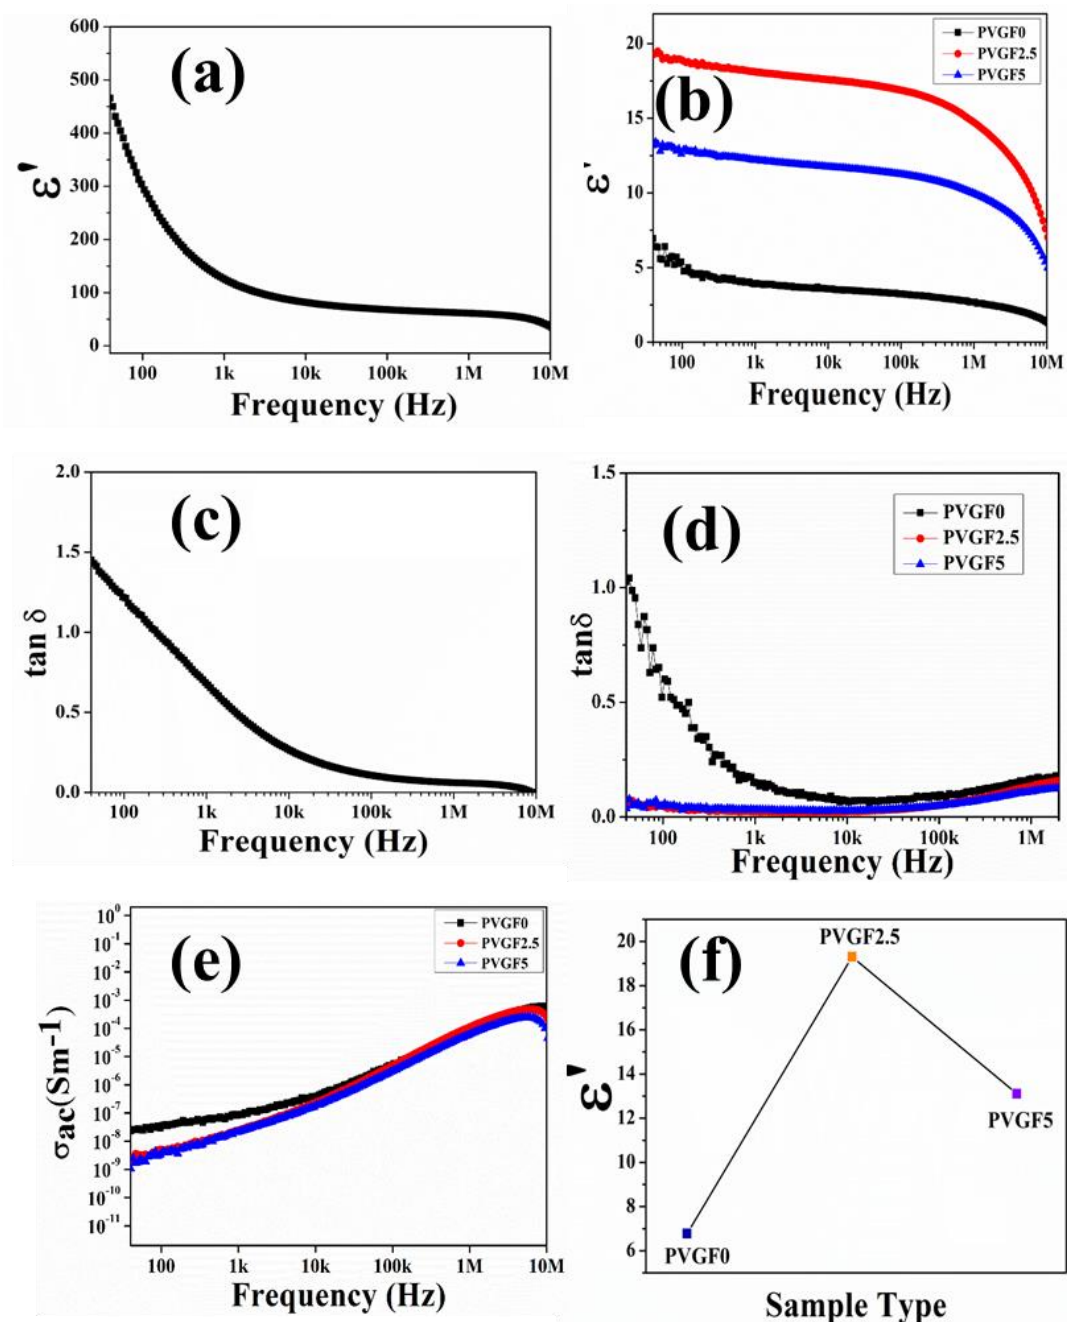 (a)
600
500
400
300
200
100
0
ε'
100 1k 10k 100k 1M 10M
Frequency (Hz)
(b)
PVGF0
PVGF2.5
PVGF5
20
15
10
5
0
ε'
100 1k 10k 100k 1M 10M
Frequency (Hz)
(c)
2.0
1.5
1.0
0.5
0.0
tan δ
100 1k 10k 100k 1M 10M
Frequency (Hz)
(d)
PVGF0
PVGF2.5
PVGF5
1.5
1.0
0.5
0.0
tanδ
100 1k 10k 100k 1M
Frequency (Hz)
(e)
PVGF0
PVGF2.5
PVGF5
10⁰
10⁻¹
10⁻²
10⁻³
10⁻⁴
10⁻⁵
10⁻⁶
10⁻⁷
10⁻⁸
10⁻⁹
10⁻¹⁰
10⁻¹¹
σac(Sm⁻¹)
100 1k 10k 100k 1M 10M
Frequency (Hz)
(f)
20
18
16
14
12
10
8
6
ε'
PVGF2.5
PVGF5
PVGF0
Sample Type